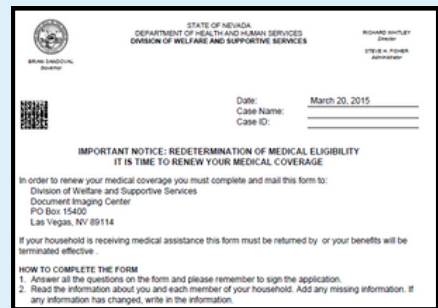 STATE OF NEVADA
DEPARTMENT OF HEALTH AND HUMAN SERVICES
DIVISION OF WELFARE AND SUPPORTIVE SERVICES
BRIAN SANDOVAL
Governor
RICHARD WHITLEY
Director
STEVE H. FISHER
Administrator
Date: March 20, 2015
Case Name:
Case ID:
IMPORTANT NOTICE: REDETERMINATION OF MEDICAL ELIGIBILITY
IT IS TIME TO RENEW YOUR MEDICAL COVERAGE
In order to renew your medical coverage you must complete and mail this form to:
Division of Welfare and Supportive Services
Document Imaging Center
PO Box 15400
Las Vegas, NV 89114
If your household is receiving medical assistance this form must be returned by or your benefits will be
terminated effective .
HOW TO COMPLETE THE FORM
1. Answer all the questions on the form and please remember to sign the application.
2. Read the information about you and each member of your household. Add any missing information. If
any information has changed, write in the information.